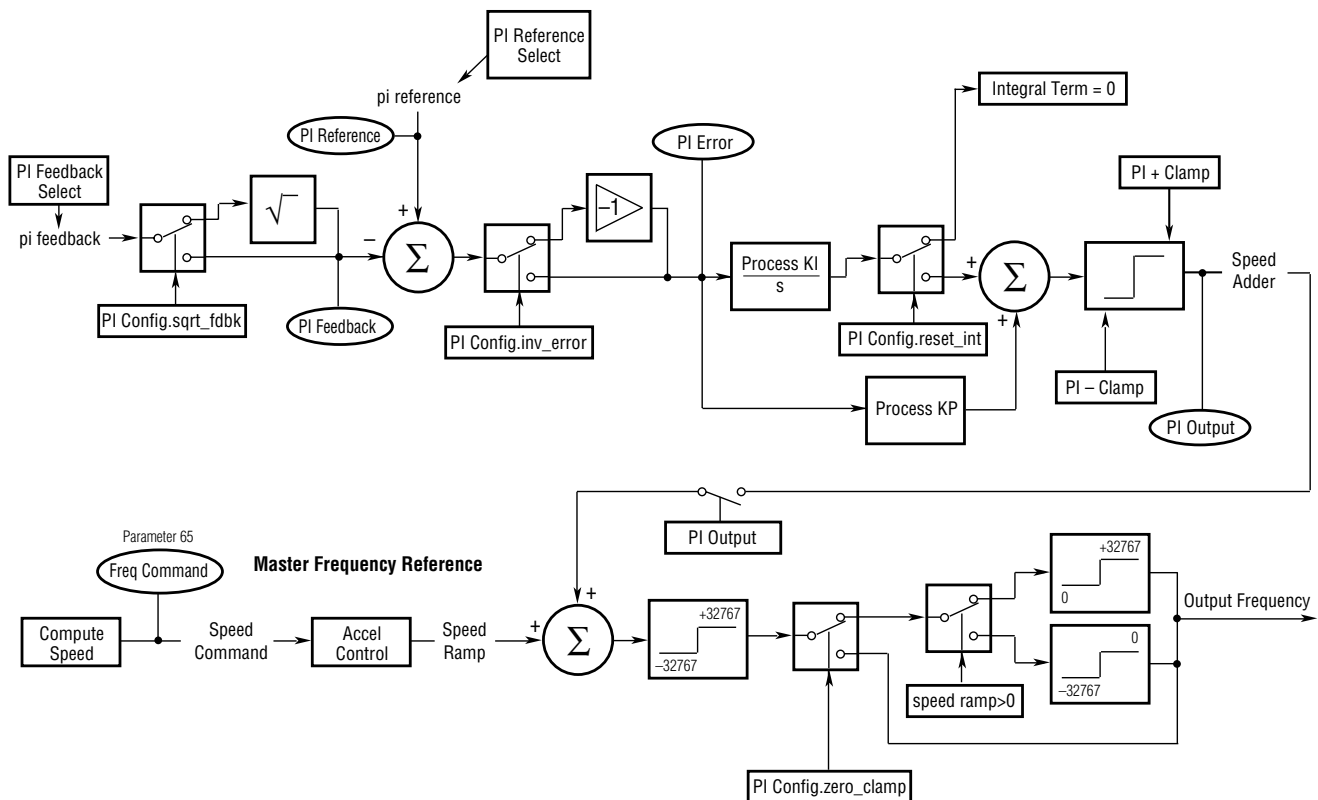 PI Reference
Select
pi reference
PI Reference
PI Feedback
Select
pi feedback
√
+
−
Σ
PI Config.sqrt_fdbk
PI Feedback
−1
PI Config.inv_error
PI Error
Process KI
s
Integral Term = 0
PI Config.reset_int
+
Σ
+
Process KP
PI + Clamp
PI – Clamp
Speed
Adder
PI Output
PI Output
Parameter 65
Freq Command
Master Frequency Reference
Compute
Speed
Speed
Command
Accel
Control
Speed
Ramp
+
+
Σ
+32767
–32767
PI Config.zero_clamp
speed ramp>0
+32767
0
0
–32767
Output Frequency